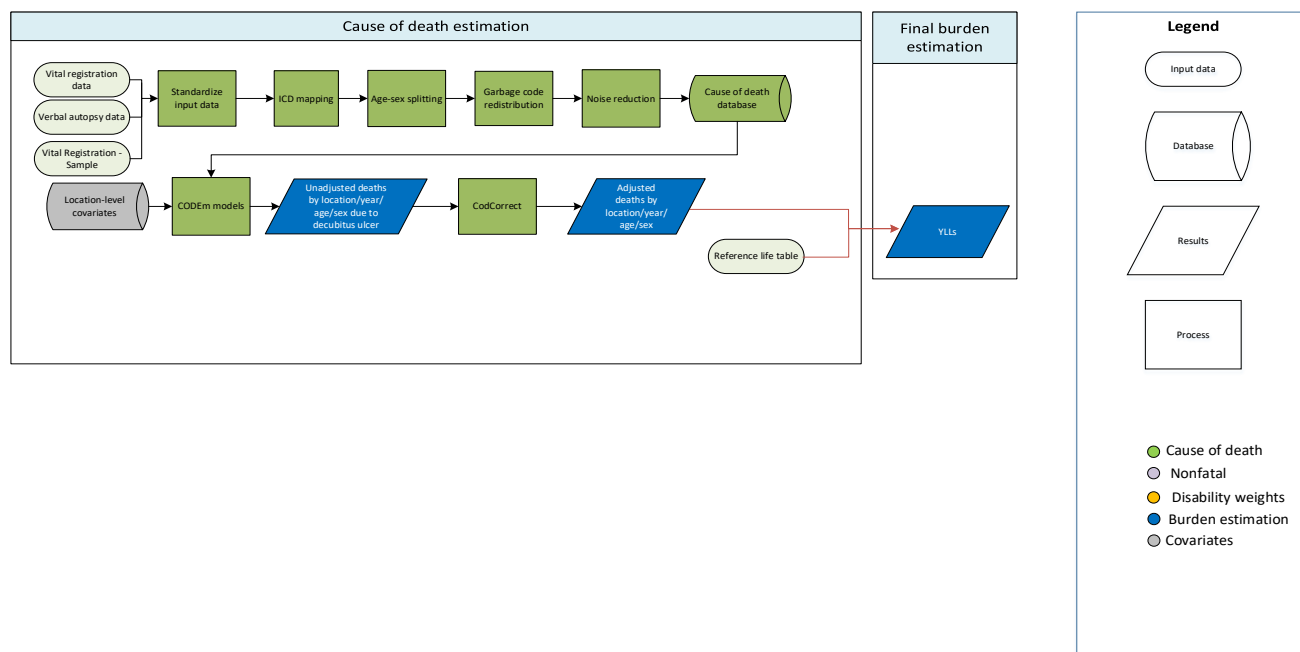 Cause of death estimation
Final burden
estimation
Legend
Vital registration
data
Verbal autopsy data
Vital Registration -
Sample
Standardize
input data
ICD mapping
Age-sex splitting
Garbage code
redistribution
Noise reduction
Cause of death
database
Location-level
covariates
CODEm models
Unadjusted deaths
by location/year/
age/sex due to
decubitus ulcer
CodCorrect
Adjusted
deaths by
location/year/
age/sex
Reference life table
YLLs
Input data
Database
Results
Process
Cause of death
Nonfatal
Disability weights
Burden estimation
Covariates